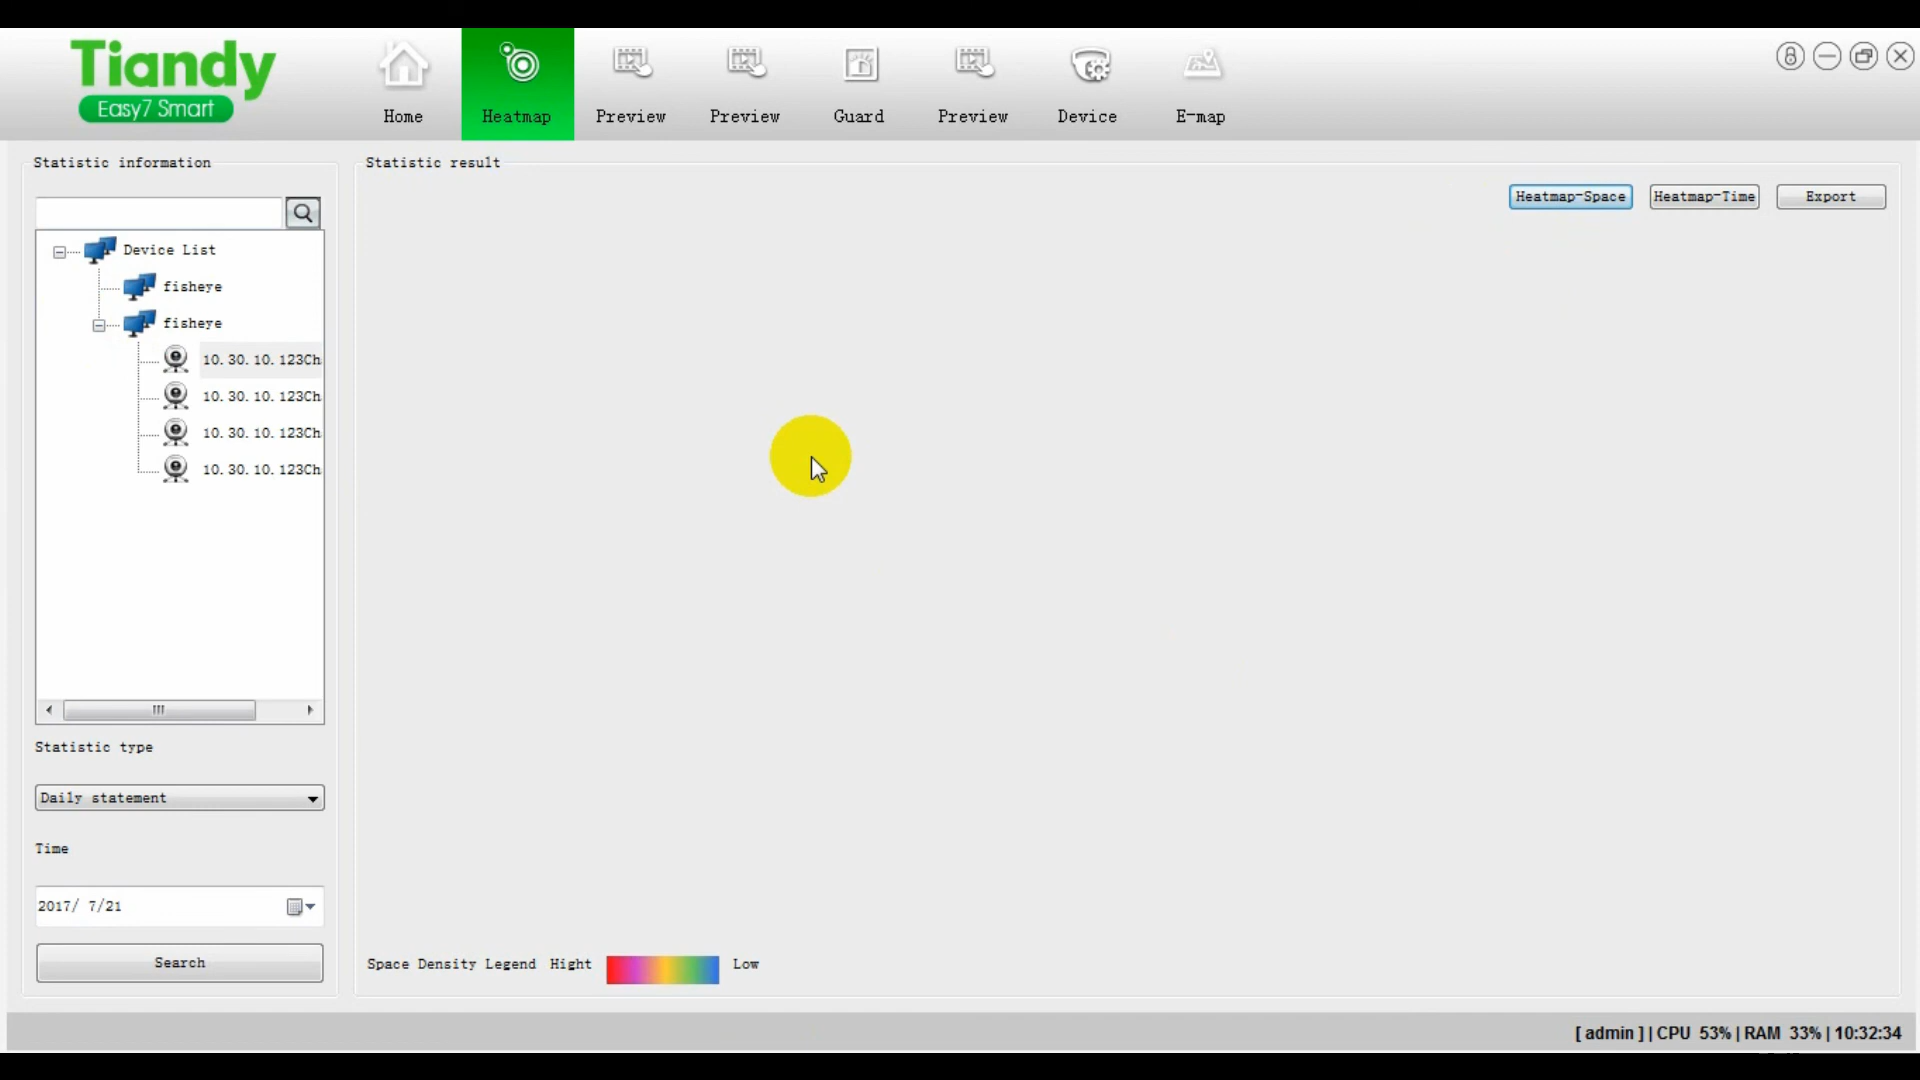 Tiandy
Easy7 Smart
Home
Heatmap
Preview
Preview
Guard
Preview
Device
E-map
Statistic information
Device List
fisheye
fisheye
10.30.10.123Ch
10.30.10.123Ch
10.30.10.123Ch
10.30.10.123Ch
Statistic type
Daily statement
Time
2017/ 7/21
Search
Statistic result
Heatmap-Space
Heatmap-Time
Export
Space Density Legend Hight
Low
[ admin ] | CPU 53% | RAM 33% | 10:32:34